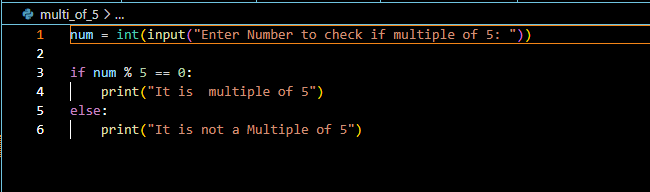 multi_of_5 > ...
1 num = int(input("Enter Number to check if multiple of 5: "))
2
3 if num % 5 == 0:
4     print("It is  multiple of 5")
5 else:
6     print("It is not a Multiple of 5")